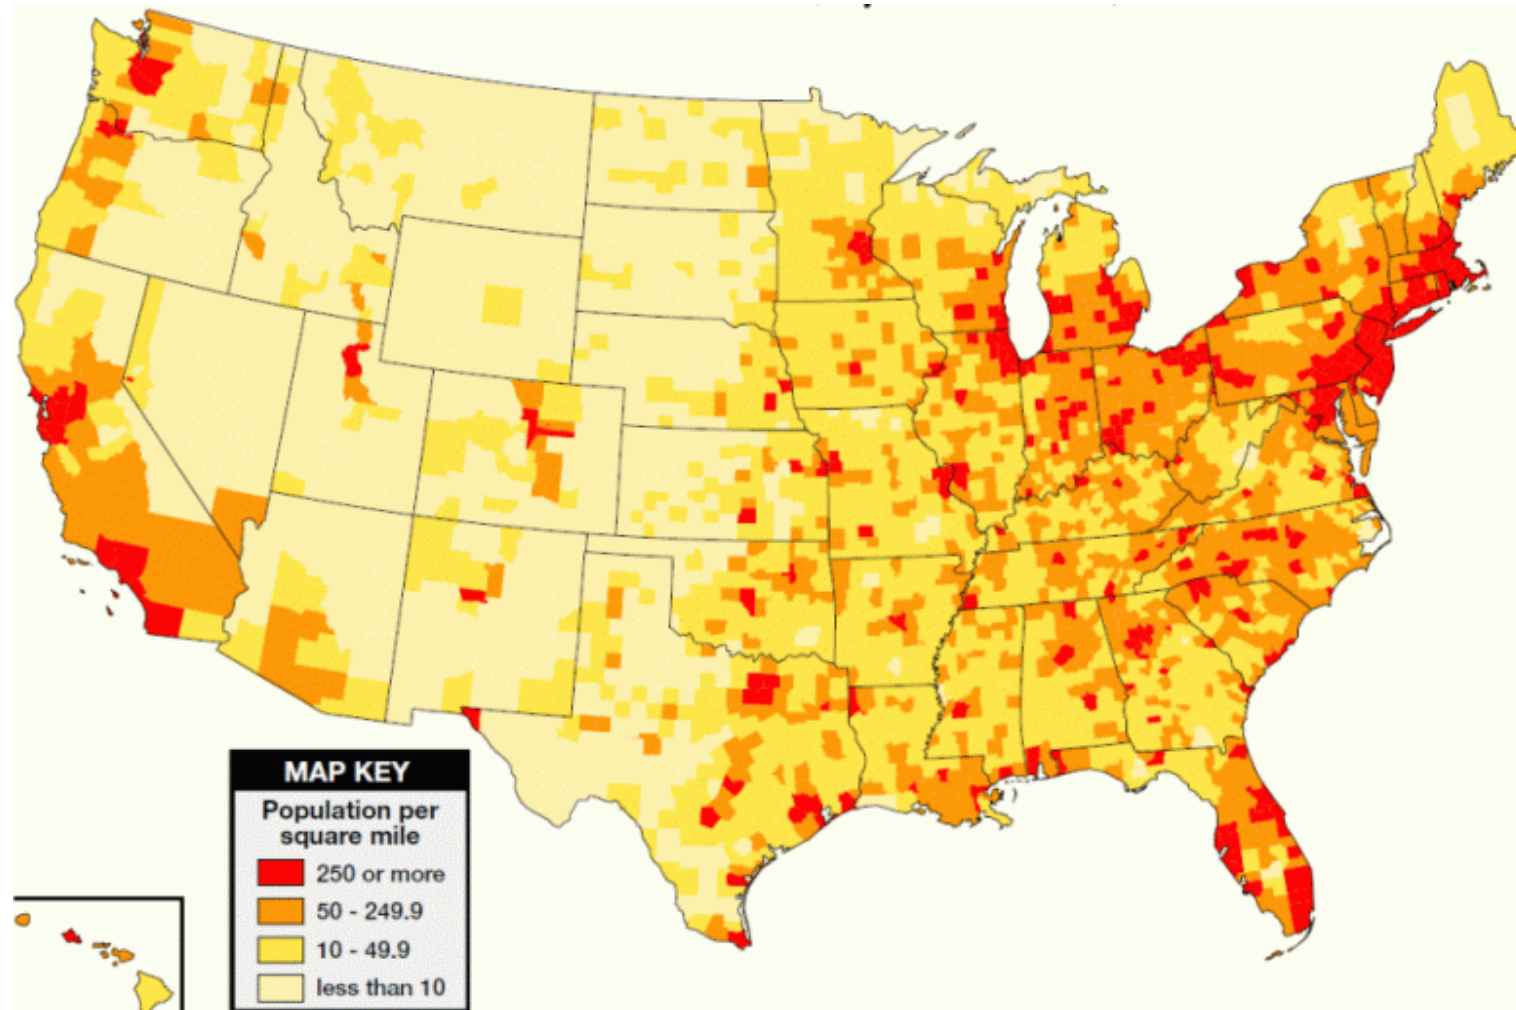 MAP KEY
Population per
square mile
250 or more
50 - 249.9
10 - 49.9
less than 10